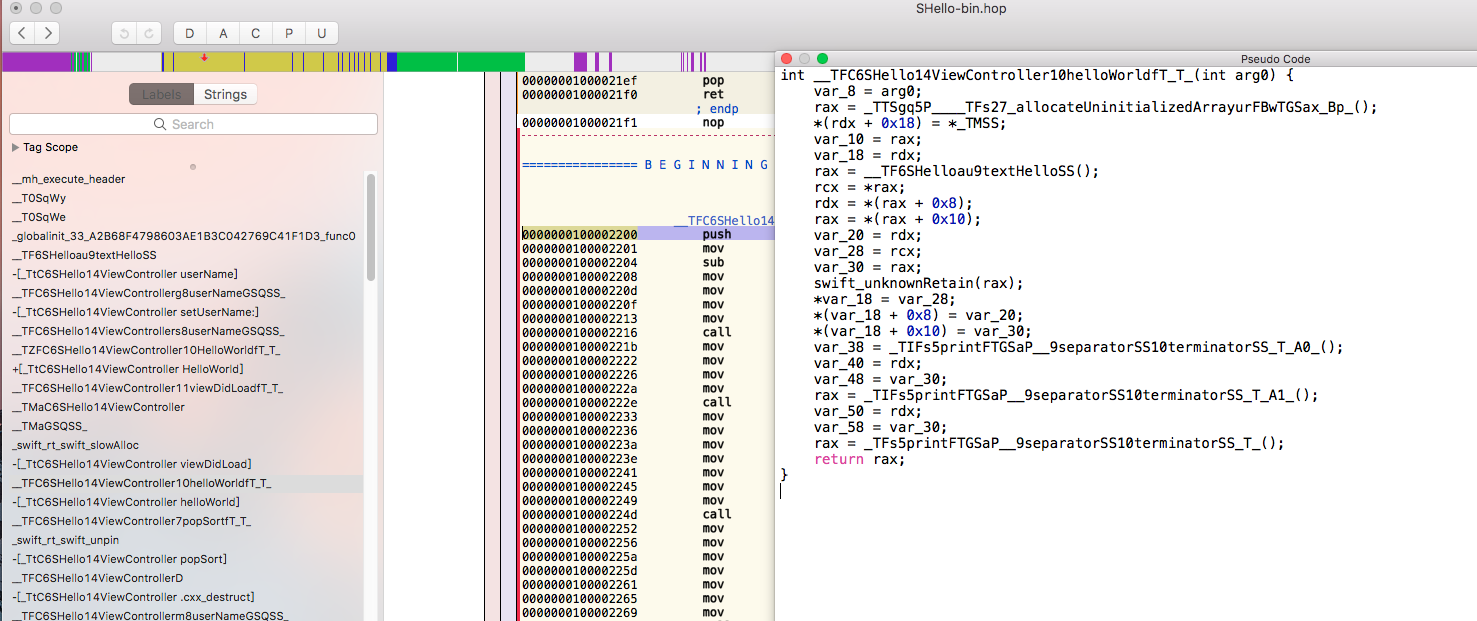 SHello-bin.hop
D A C P U
Labels Strings
Search
Tag Scope
__mh_execute_header
__T0SqWy
__T0SqWe
_globalinit_33_A2B68F4798603AE1B3C042769C41F1D3_func0
__TF6SHelloau9textHelloSS
-[_TtC6SHello14ViewController userName]
__TFC6SHello14ViewControllerg8userNameGSQSS_
-[_TtC6SHello14ViewController setUserName:]
__TFC6SHello14ViewControllers8userNameGSQSS_
__TZFC6SHello14ViewController10HelloWorldfT_T_
+[_TtC6SHello14ViewController HelloWorld]
__TFC6SHello14ViewController11viewDidLoadfT_T_
__TMaC6SHello14ViewController
__TMaGSQSS_
_swift_rt_swift_slowAlloc
-[_TtC6SHello14ViewController viewDidLoad]
__TFC6SHello14ViewController10helloWorldfT_T_
-[_TtC6SHello14ViewController helloWorld]
__TFC6SHello14ViewController7popSortfT_T_
_swift_rt_swift_unpin
-[_TtC6SHello14ViewController popSort]
__TFC6SHello14ViewControllerD
-[_TtC6SHello14ViewController .cxx_destruct]
__TFC6SHello14ViewControllerm8userNameGSQSS_
00000001000021ef pop
00000001000021f0 ret
; endp
00000001000021f1 nop
================ B E G I N N I N G
__TFC6SHello14
0000000100002200 push
0000000100002201 mov
0000000100002204 sub
0000000100002208 mov
000000010000220d mov
000000010000220f mov
0000000100002213 mov
0000000100002216 call
000000010000221b mov
0000000100002222 mov
0000000100002226 mov
000000010000222a mov
000000010000222e call
0000000100002233 mov
0000000100002236 mov
000000010000223a mov
000000010000223e mov
0000000100002241 mov
0000000100002245 mov
0000000100002249 mov
000000010000224d call
0000000100002252 mov
0000000100002256 mov
000000010000225a mov
000000010000225d mov
0000000100002261 mov
0000000100002265 mov
0000000100002269 mov
Pseudo Code
int __TFC6SHello14ViewController10helloWorldfT_T_(int arg0) {
var_8 = arg0;
rax = _TTSgq5P____TFs27_allocateUninitializedArrayurFBwTGSax_Bp_();
*(rdx + 0x18) = *_TMSS;
var_10 = rax;
var_18 = rdx;
rax = __TF6SHelloau9textHelloSS();
rcx = *rax;
rdx = *(rax + 0x8);
rax = *(rax + 0x10);
var_20 = rdx;
var_28 = rcx;
var_30 = rax;
swift_unknownRetain(rax);
*var_18 = var_28;
*(var_18 + 0x8) = var_20;
*(var_18 + 0x10) = var_30;
var_38 = _TIFs5printFTGSaP__9separatorSS10terminatorSS_T_A0_();
var_40 = rdx;
var_48 = var_30;
rax = _TIFs5printFTGSaP__9separatorSS10terminatorSS_T_A1_();
var_50 = rdx;
var_58 = var_30;
rax = _TFs5printFTGSaP__9separatorSS10terminatorSS_T_();
return rax;
}